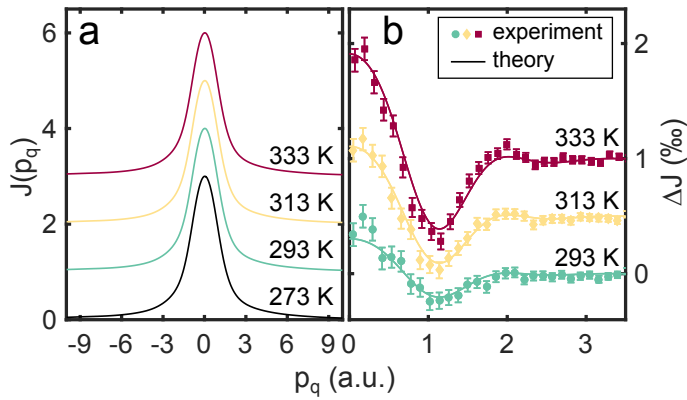 a
J(p_q)
6
4
2
0
333 K
313 K
293 K
273 K
-9 -6 -3 0 3 6 9
b
experiment
theory
333 K
313 K
293 K
2
1
0
ΔJ (‰)
0 1 2 3
p_q (a.u.)